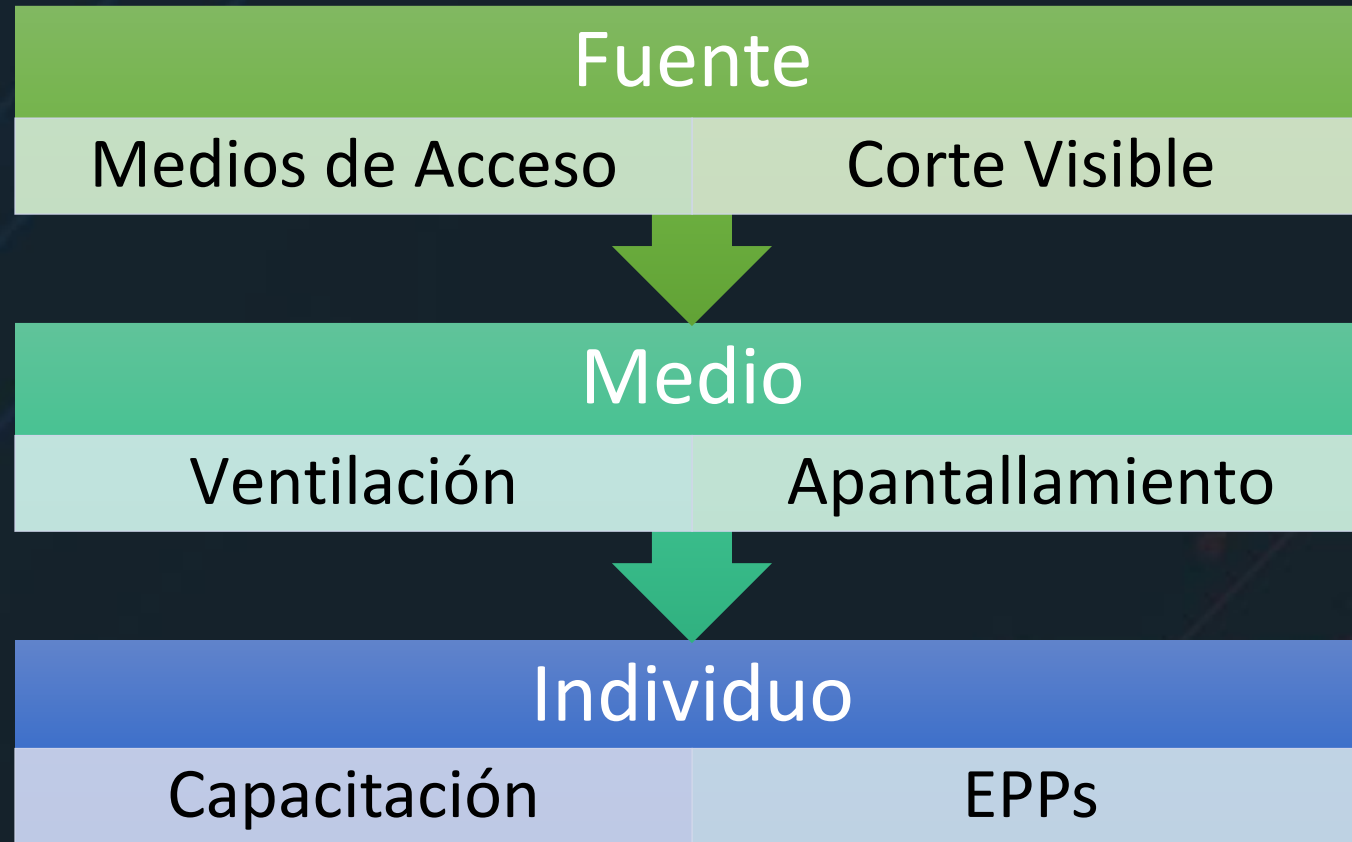 Fuente
Medios de Acceso Corte Visible
Medio
Ventilación Apantallamiento
Individuo
Capacitación EPPs